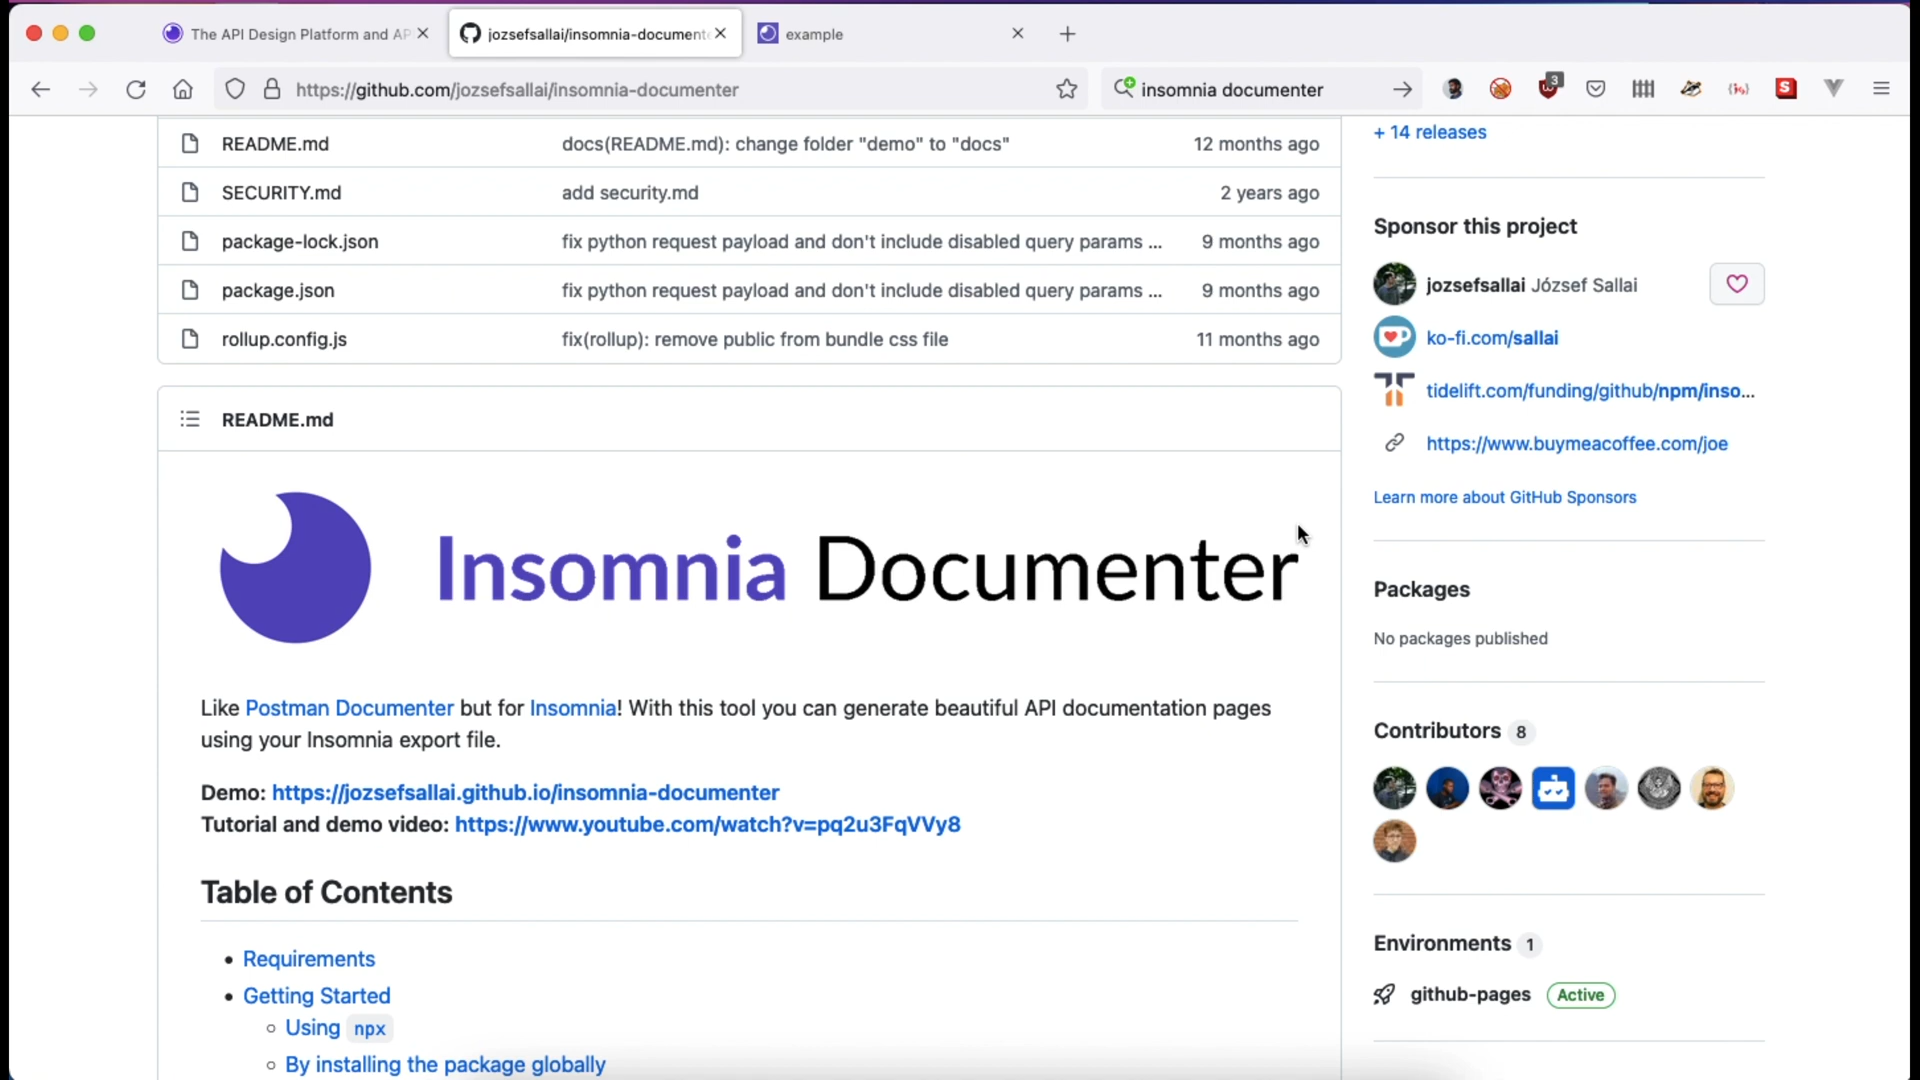 The API Design Platform and AP
jozsefsallai/insomnia-document
example
https://github.com/jozsefsallai/insomnia-documenter
insomnia documenter
3
README.md docs(README.md): change folder "demo" to "docs" 12 months ago
SECURITY.md add security.md 2 years ago
package-lock.json fix python request payload and don't include disabled query params ... 9 months ago
package.json fix python request payload and don't include disabled query params ... 9 months ago
rollup.config.js fix(rollup): remove public from bundle css file 11 months ago
README.md
Insomnia Documenter
Like Postman Documenter but for Insomnia! With this tool you can generate beautiful API documentation pages
using your Insomnia export file.
Demo: https://jozsefsallai.github.io/insomnia-documenter
Tutorial and demo video: https://www.youtube.com/watch?v=pq2u3FqVVy8
Table of Contents
Requirements
Getting Started
Using npx
By installing the package globally
+ 14 releases
Sponsor this project
jozsefsallai József Sallai
ko-fi.com/sallai
tidelift.com/funding/github/npm/inso...
https://www.buymeacoffee.com/joe
Learn more about GitHub Sponsors
Packages
No packages published
Contributors 8
Environments 1
github-pages Active